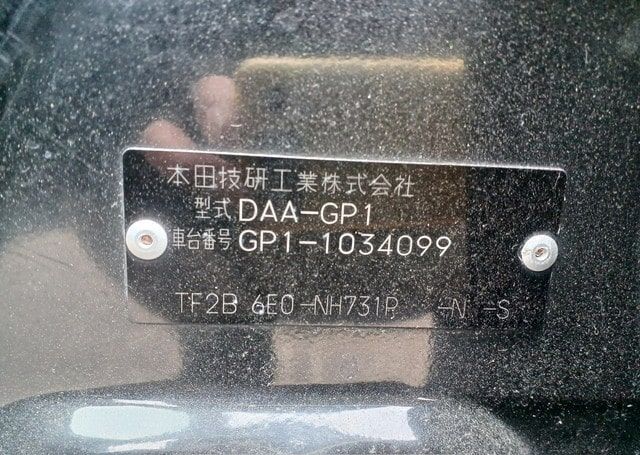 本田技研工業株式会社
型式 DAA-GP1
車台番号 GP1-1034099
TF2B 6E0-NH731P -N -S